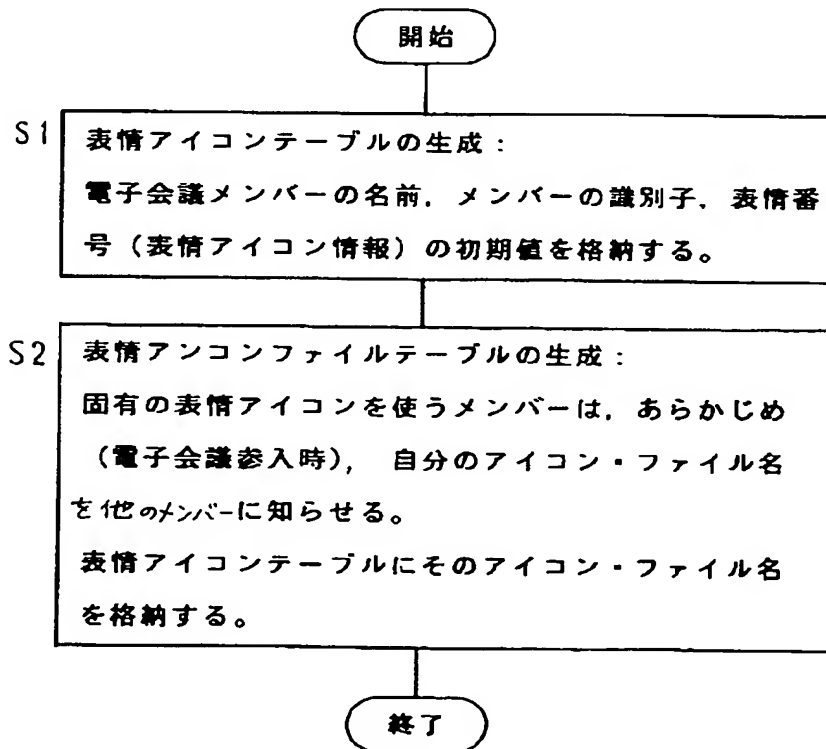 開始
S1
表情アイコンテーブルの生成：
電子会議メンバーの名前，メンバーの識別子，表情番
号（表情アイコン情報）の初期値を格納する。
S2
表情アンコンファイルテーブルの生成：
固有の表情アイコンを使うメンバーは，あらかじめ
（電子会議参入時）， 自分のアイコン・ファイル名
を他のメンバーに知らせる。
表情アイコンテーブルにそのアイコン・ファイル名
を格納する。
終了